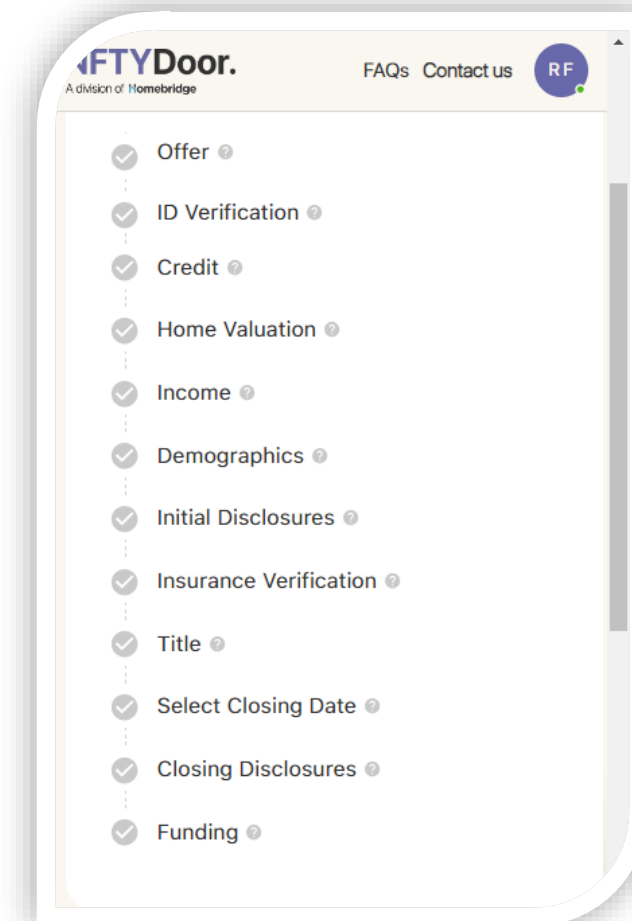 NFTYDoor.
A division of Homebridge
FAQs Contact us RF
Offer
ID Verification
Credit
Home Valuation
Income
Demographics
Initial Disclosures
Insurance Verification
Title
Select Closing Date
Closing Disclosures
Funding